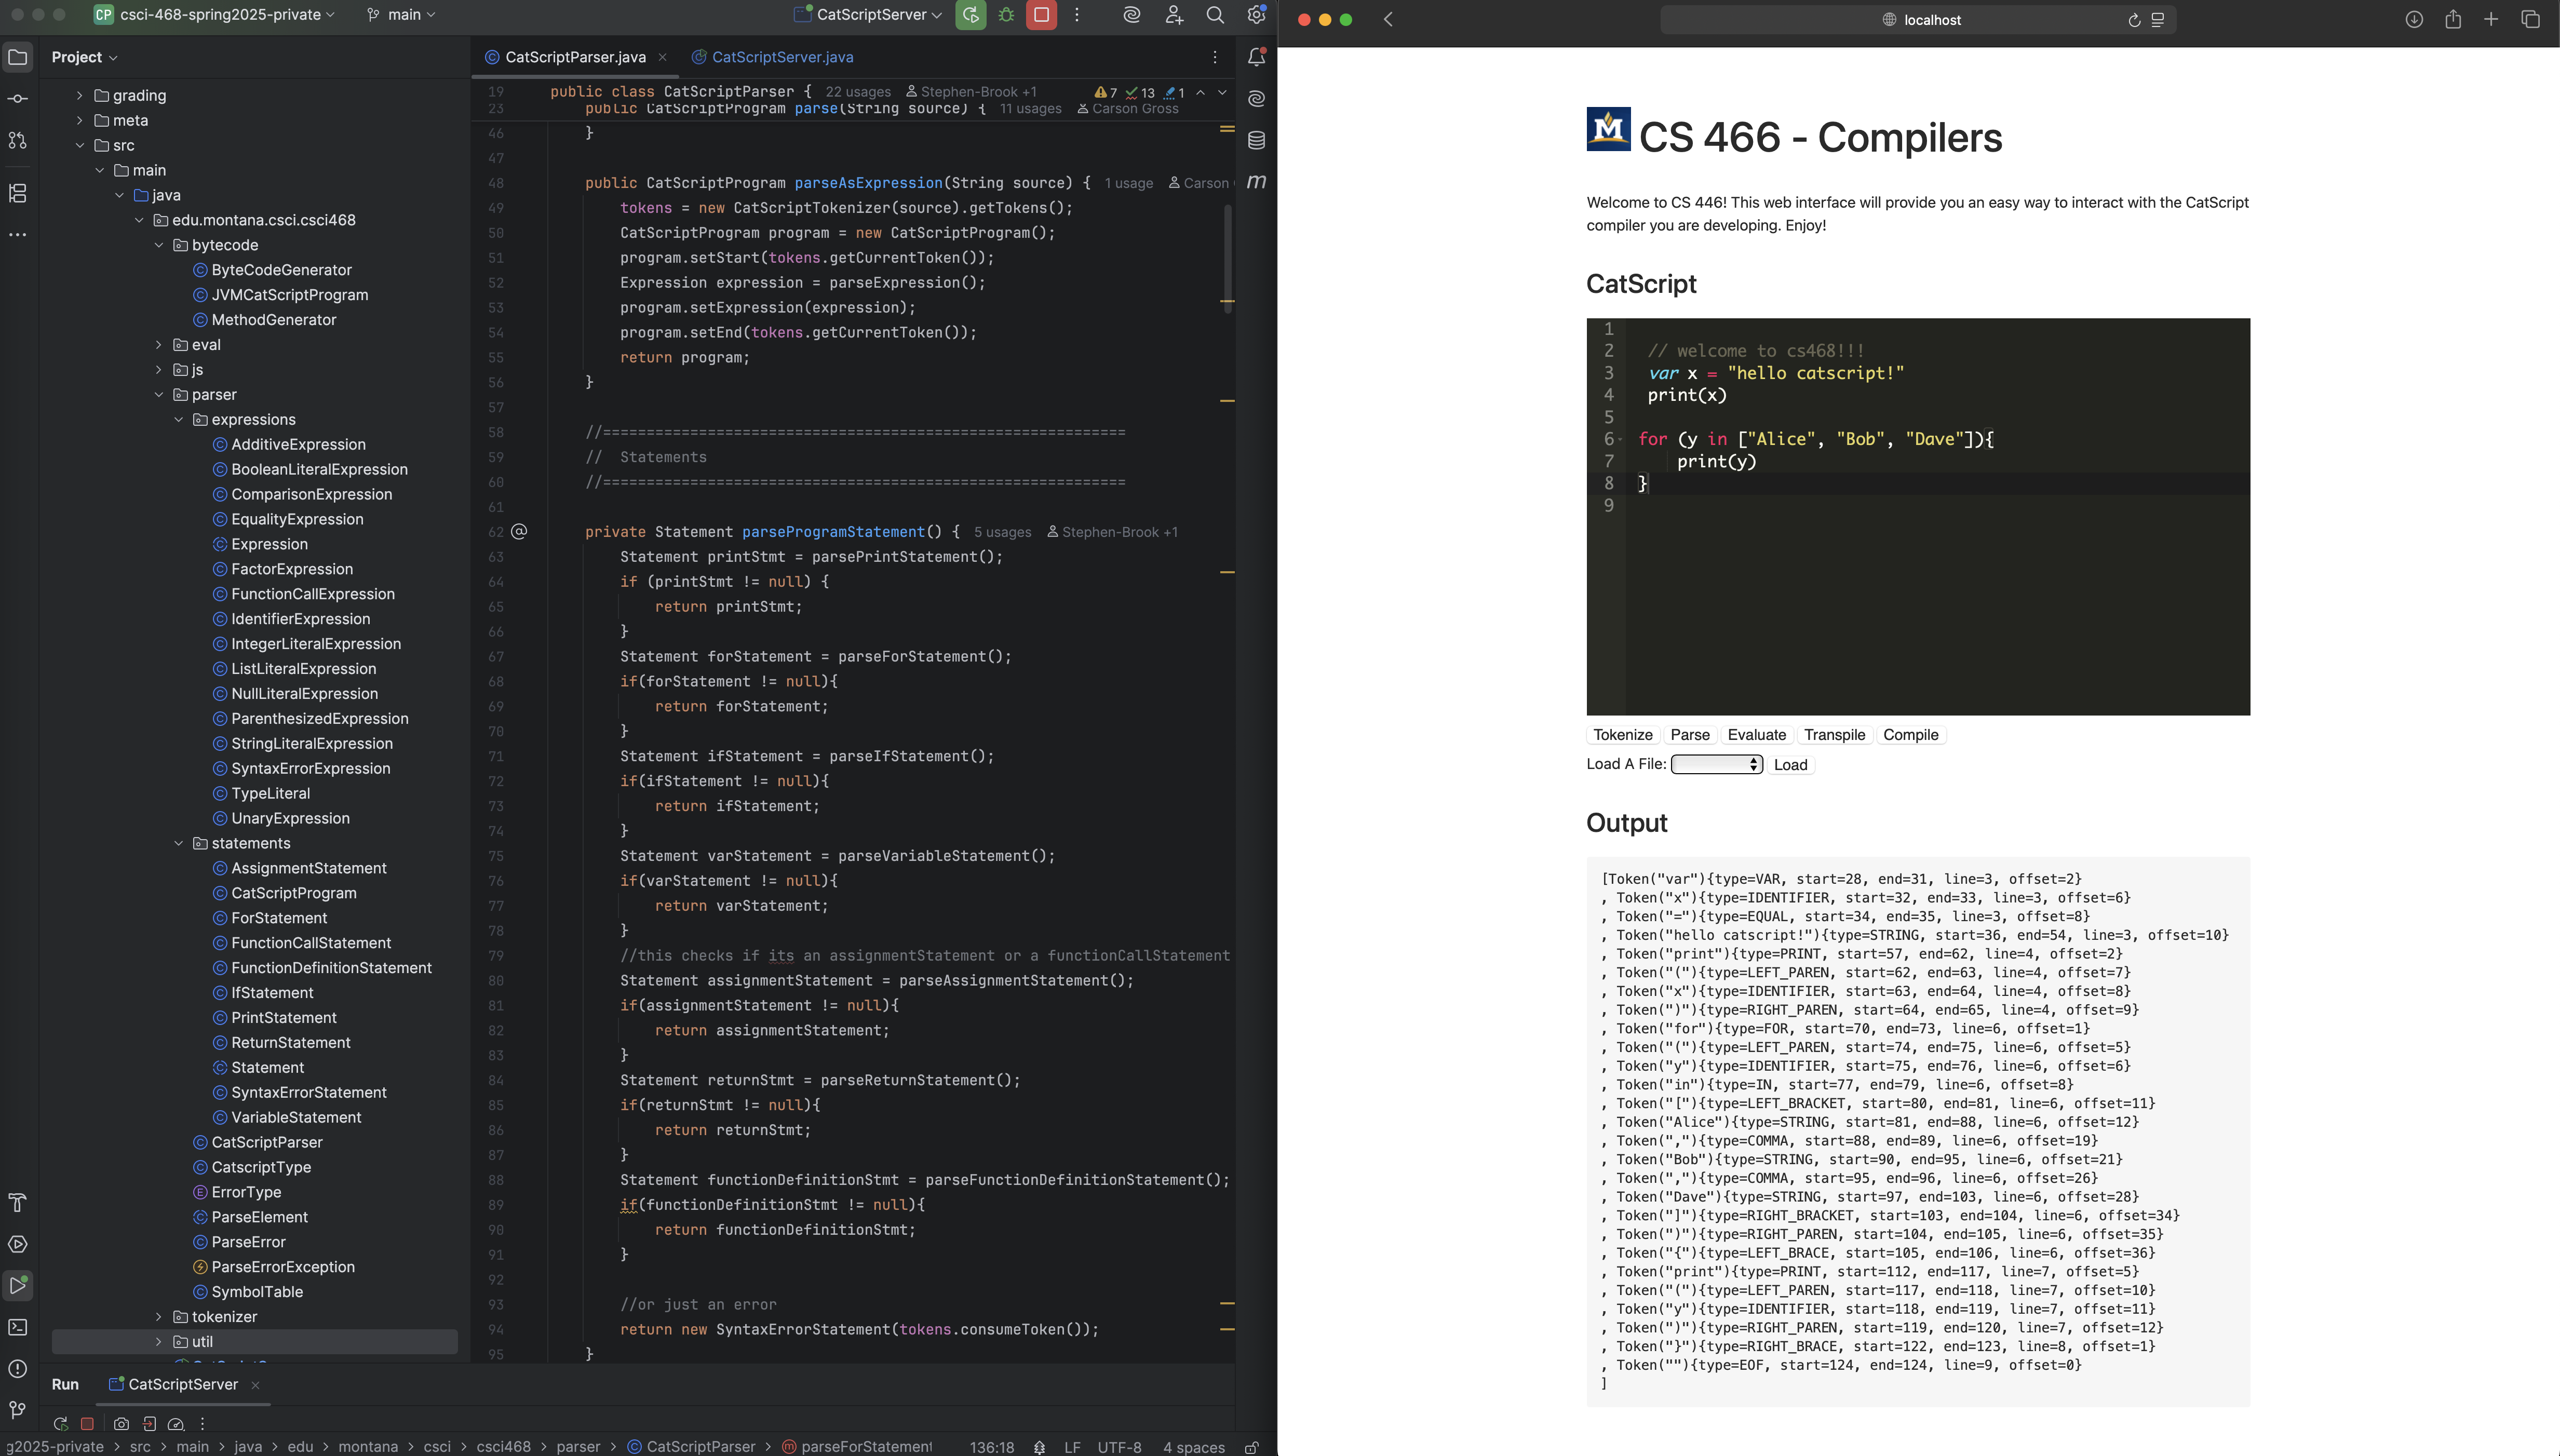 CP csci-468-spring2025-private main CatScriptServer
localhost
Project
CatScriptParser.java CatScriptServer.java
grading
meta
src
main
java
edu.montana.csci.csci468
bytecode
ByteCodeGenerator
JVMCatScriptProgram
MethodGenerator
eval
js
parser
expressions
AdditiveExpression
BooleanLiteralExpression
ComparisonExpression
EqualityExpression
Expression
FactorExpression
FunctionCallExpression
IdentifierExpression
IntegerLiteralExpression
ListLiteralExpression
NullLiteralExpression
ParenthesizedExpression
StringLiteralExpression
SyntaxErrorExpression
TypeLiteral
UnaryExpression
statements
AssignmentStatement
CatScriptProgram
ForStatement
FunctionCallStatement
FunctionDefinitionStatement
IfStatement
PrintStatement
ReturnStatement
Statement
SyntaxErrorStatement
VariableStatement
CatScriptParser
CatscriptType
ErrorType
ParseElement
ParseError
ParseErrorException
SymbolTable
tokenizer
util
19 public class CatScriptParser { 22 usages Stephen-Brook +1 7 13 1
23 public CatScriptProgram parse(String source) { 11 usages Carson Gross
46 }
47
48 public CatScriptProgram parseAsExpression(String source) { 1 usage Carson
49 tokens = new CatScriptTokenizer(source).getTokens();
50 CatScriptProgram program = new CatScriptProgram();
51 program.setStart(tokens.getCurrentToken());
52 Expression expression = parseExpression();
53 program.setExpression(expression);
54 program.setEnd(tokens.getCurrentToken());
55 return program;
56 }
57
58 //============================================================
59 // Statements
60 //============================================================
61
62 @ private Statement parseProgramStatement() { 5 usages Stephen-Brook +1
63 Statement printStmt = parsePrintStatement();
64 if (printStmt != null) {
65 return printStmt;
66 }
67 Statement forStatement = parseForStatement();
68 if(forStatement != null){
69 return forStatement;
70 }
71 Statement ifStatement = parseIfStatement();
72 if(ifStatement != null){
73 return ifStatement;
74 }
75 Statement varStatement = parseVariableStatement();
76 if(varStatement != null){
77 return varStatement;
78 }
79 //this checks if its an assignmentStatement or a functionCallStatement
80 Statement assignmentStatement = parseAssignmentStatement();
81 if(assignmentStatement != null){
82 return assignmentStatement;
83 }
84 Statement returnStmt = parseReturnStatement();
85 if(returnStmt != null){
86 return returnStmt;
87 }
88 Statement functionDefinitionStmt = parseFunctionDefinitionStatement();
89 if(functionDefinitionStmt != null){
90 return functionDefinitionStmt;
91 }
92
93 //or just an error
94 return new SyntaxErrorStatement(tokens.consumeToken());
95 }
Run CatScriptServer
g2025-private > src > main > java > edu > montana > csci > csci468 > parser > CatScriptParser > parseForStatement 136:18 LF UTF-8 4 spaces
M CS 466 - Compilers
Welcome to CS 446! This web interface will provide you an easy way to interact with the CatScript
compiler you are developing. Enjoy!
CatScript
1
2 // welcome to cs468!!!
3 var x = "hello catscript!"
4 print(x)
5
6 for (y in ["Alice", "Bob", "Dave"]){
7 print(y)
8 }
9
Tokenize Parse Evaluate Transpile Compile
Load A File: Load
Output
[Token("var"){type=VAR, start=28, end=31, line=3, offset=2}
, Token("x"){type=IDENTIFIER, start=32, end=33, line=3, offset=6}
, Token("="){type=EQUAL, start=34, end=35, line=3, offset=8}
, Token("hello catscript!"){type=STRING, start=36, end=54, line=3, offset=10}
, Token("print"){type=PRINT, start=57, end=62, line=4, offset=2}
, Token("("){type=LEFT_PAREN, start=62, end=63, line=4, offset=7}
, Token("x"){type=IDENTIFIER, start=63, end=64, line=4, offset=8}
, Token(")"){type=RIGHT_PAREN, start=64, end=65, line=4, offset=9}
, Token("for"){type=FOR, start=70, end=73, line=6, offset=1}
, Token("("){type=LEFT_PAREN, start=74, end=75, line=6, offset=5}
, Token("y"){type=IDENTIFIER, start=75, end=76, line=6, offset=6}
, Token("in"){type=IN, start=77, end=79, line=6, offset=8}
, Token("["){type=LEFT_BRACKET, start=80, end=81, line=6, offset=11}
, Token("Alice"){type=STRING, start=81, end=88, line=6, offset=12}
, Token(","){type=COMMA, start=88, end=89, line=6, offset=19}
, Token("Bob"){type=STRING, start=90, end=95, line=6, offset=21}
, Token(","){type=COMMA, start=95, end=96, line=6, offset=26}
, Token("Dave"){type=STRING, start=97, end=103, line=6, offset=28}
, Token("]"){type=RIGHT_BRACKET, start=103, end=104, line=6, offset=34}
, Token(")"){type=RIGHT_PAREN, start=104, end=105, line=6, offset=35}
, Token("{"){type=LEFT_BRACE, start=105, end=106, line=6, offset=36}
, Token("print"){type=PRINT, start=112, end=117, line=7, offset=5}
, Token("("){type=LEFT_PAREN, start=117, end=118, line=7, offset=10}
, Token("y"){type=IDENTIFIER, start=118, end=119, line=7, offset=11}
, Token(")"){type=RIGHT_PAREN, start=119, end=120, line=7, offset=12}
, Token("}"){type=RIGHT_BRACE, start=122, end=123, line=8, offset=1}
, Token(""){type=EOF, start=124, end=124, line=9, offset=0}
]